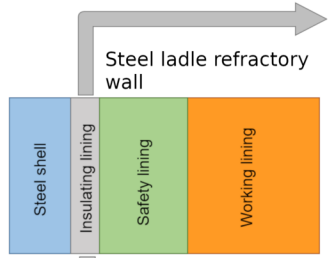 Steel ladle refractory
wall
Steel shell
Insulating lining
Safety lining
Working lining